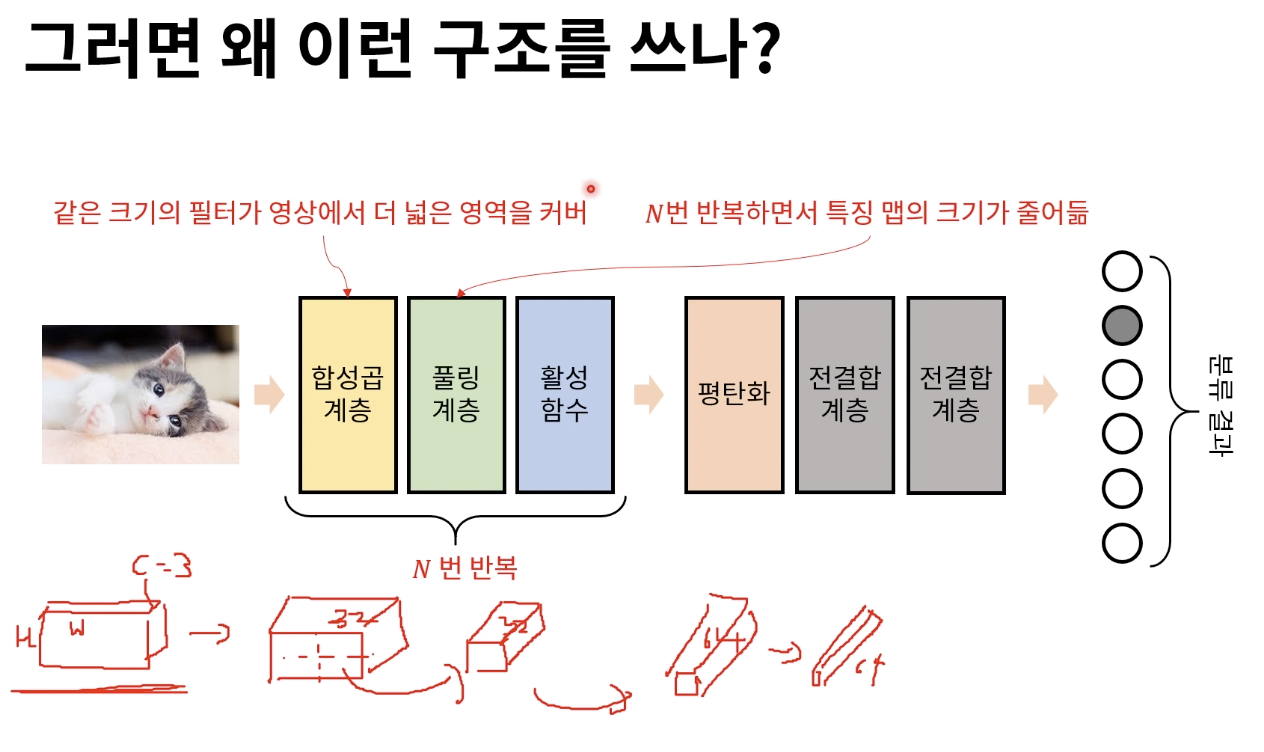 그러면 왜 이런 구조를 쓰나?
같은 크기의 필터가 영상에서 더 넓은 영역을 커버
N번 반복하면서 특징 맵의 크기가 줄어듦
합성곱
계층
풀링
계층
활성
함수
평탄화
전결합
계층
전결합
계층
분류 결과
N 번 반복
C-3
H
W
32
32
64
64